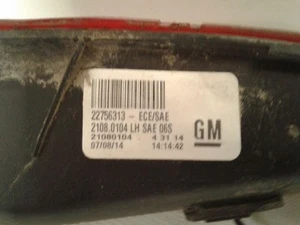 22756313 - ECE/SAE
2108.0104 LH SAE 06S
21080104 4 31 14
07/08/14 14:14.42
GM